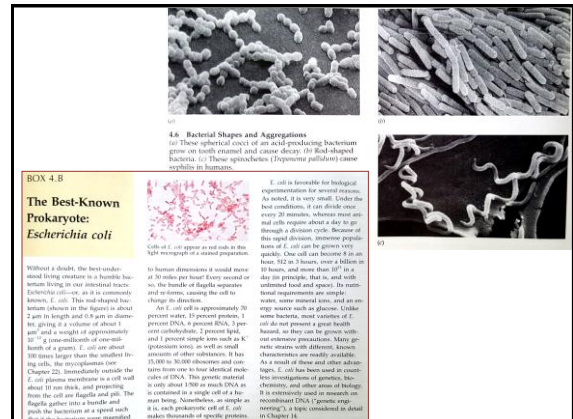 (a)
(b)
4.6 Bacterial Shapes and Aggregations
(a) These spherical cocci of an acid-producing bacterium
grow on tooth enamel and cause decay. (b) Rod-shaped
bacteria. (c) These spirochetes (Treponema pallidum) cause
syphilis in humans.
(c)
BOX 4.B
The Best-Known
Prokaryote:
Escherichia coli
Without a doubt, the best-under-
stood living creature is a humble bac-
terium living in our intestinal tracts:
Escherichia coli—or, as it is commonly
known, E. coli. This rod-shaped bac-
terium (shown in the figure) is about
2 µm in length and 0.8 µm in diame-
ter, giving it a volume of about 1
µm³ and a weight of approximately
g (one-millionth of one-mil-
lionth of a gram). E. coli are about
100 times larger than the smallest liv-
ing cells, the mycoplasmas (see
Chapter 22). Immediately outside the
E. coli plasma membrane is a cell wall
about 10 nm thick, and projecting
from the cell are flagella and pili. The
flagella gather into a bundle and
push the bacterium at a speed such
Cells of E. coli appear as red rods in this
light micrograph of a stained preparation.
to human dimensions it would move
at 30 miles per hour! Every second or
so, the bundle of flagella separates
and re-forms, causing the cell to
change its direction.
An E. coli cell is approximately 70
percent water, 15 percent protein, 1
percent DNA, 6 percent RNA, 3 per-
cent carbohydrate, 2 percent lipid,
and 1 percent simple ions such as K⁺
(potassium ions), as well as small
amounts of other substances. It has
15,000 to 30,000 ribosomes and con-
tains from one to four identical mole-
cules of DNA. This genetic material
is only about 1/500 as much DNA as
is contained in a single cell of a hu-
man being. Nonetheless, as simple as
it is, each prokaryotic cell of E. coli
makes thousands of specific proteins.
E. coli is favorable for biological
experimentation for several reasons.
As noted, it is very small. Under the
best conditions, it can divide once
every 20 minutes, whereas most ani-
mal cells require about a day to go
through a division cycle. Because of
this rapid division, immense popula-
tions of E. coli can be grown very
quickly. One cell can become 8 in an
hour, 512 in 3 hours, over a billion in
10 hours, and more than in a
day (in principle, that is, and with
unlimited food and space). Its nutri-
tional requirements are simple:
water, some mineral ions, and an en-
ergy source such as glucose. Unlike
some bacteria, most varieties of E.
coli do not present a great health
hazard, so they can be grown with-
out extensive precautions. Many ge-
netic strains with different, known
characteristics are readily available.
As a result of these and other advan-
tages, E. coli has been used in count-
less investigations of genetics, bio-
chemistry, and other areas of biology.
It is extensively used in research on
recombinant DNA ("genetic engi-
neering"), a topic considered in detail
in Chapter 14.